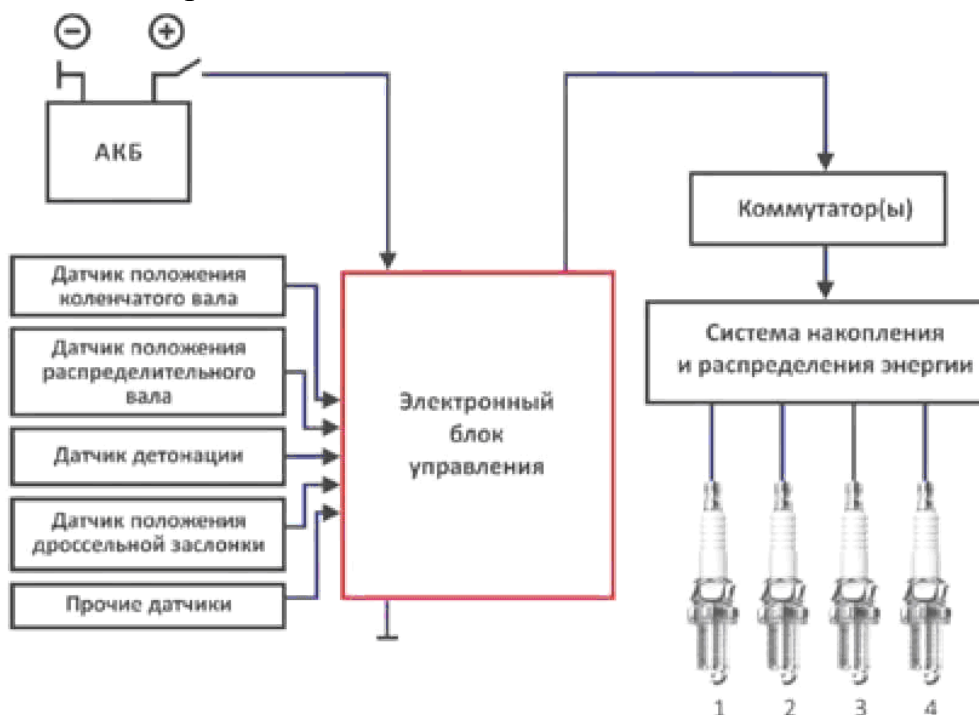 АКБ
Датчик положения
коленчатого вала
Датчик положения
распределительного
вала
Датчик детонации
Датчик положения
дроссельной заслонки
Прочие датчики
Электронный
блок
управления
Коммутатор(ы)
Система накопления
и распределения энергии
1 2 3 4